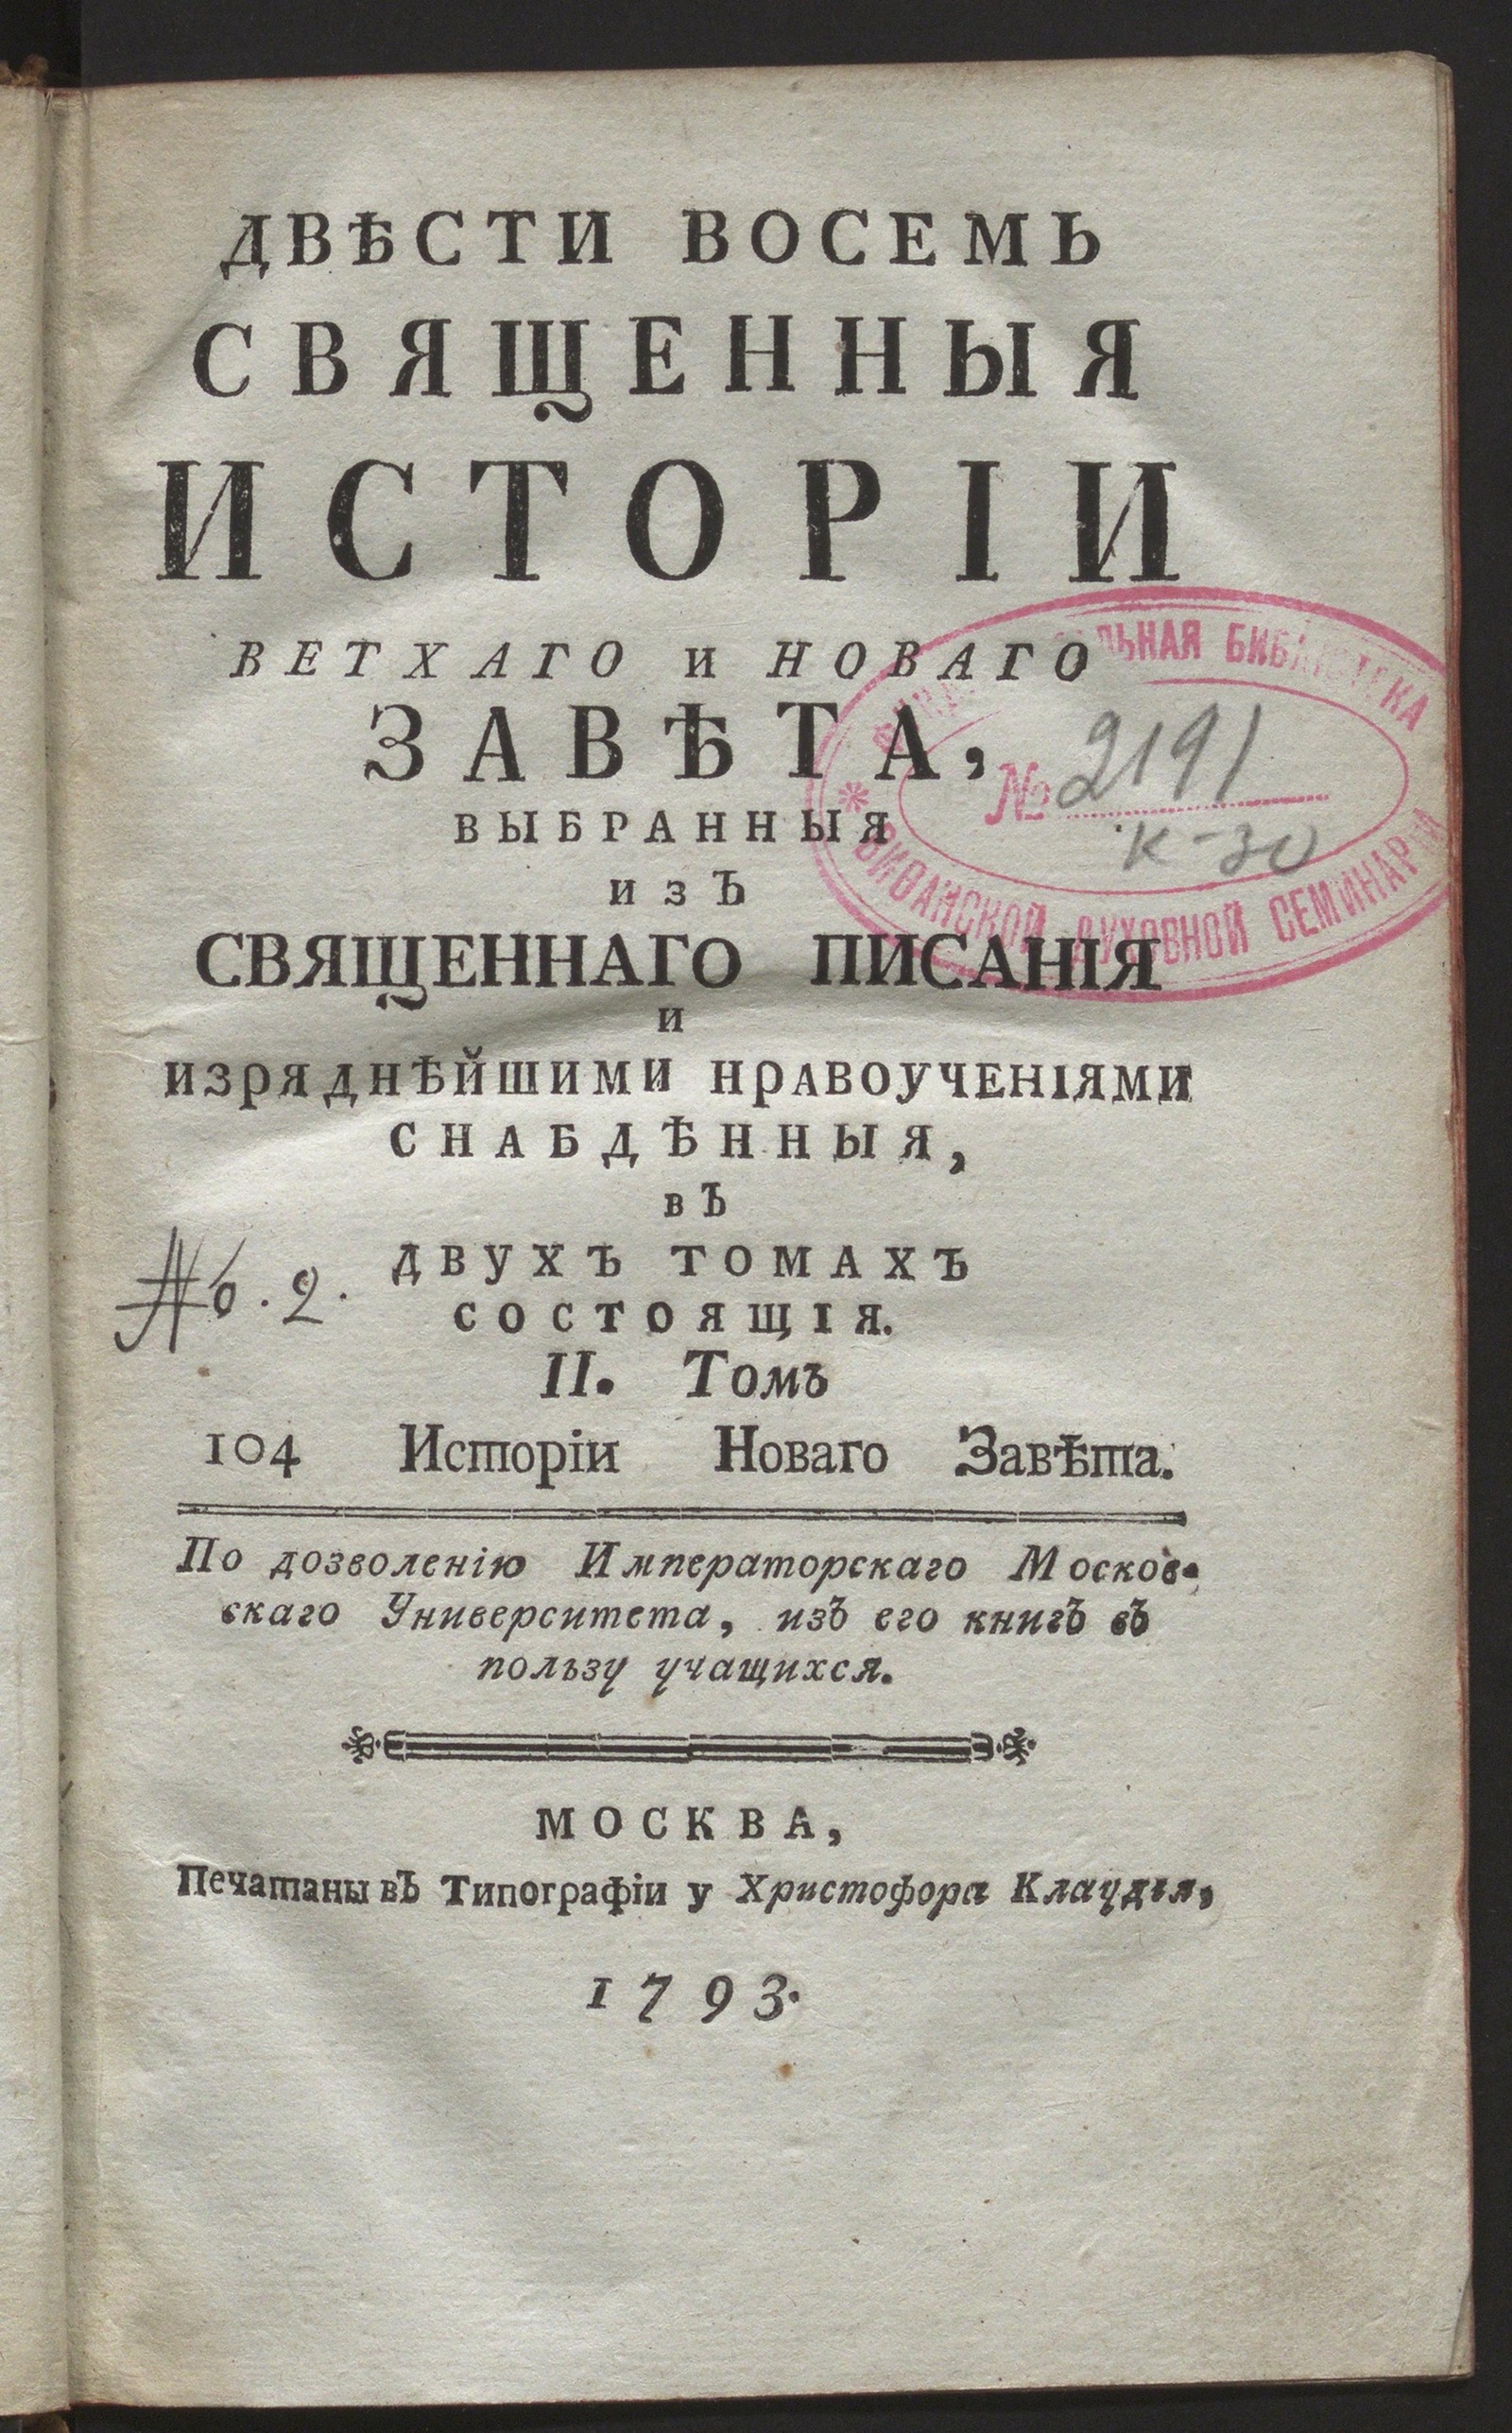 ДВѢСТИ ВОСЕМЬ
СВЯЩЕННЫЯ
ИСТОРІИ
ВЕТХАГО и НОВАГО
ЗАВѢТА,
ВЫБРАННЫЯ
изЪ
СВЯЩЕННАГО ПИСАНІЯ
и
ИЗРЯДНѢЙШИМИ НРАВОУЧЕНІЯМИ
СНАБДѢННЫЯ,
вЪ
ДВУХЪ ТОМАХЪ
СОСТОЯЩІЯ.
II. Томъ
104 Исторіи Новаго Завѣта.
По дозволенію Императорскаго Москов-
скаго Университета, изъ его книгъ въ
пользу учащихся.
МОСКВА,
Печатаны вЪ Типографіи у Христофора Клаудія,
1793.
БИБЛІОТЕКА
№ 2191
К-30
ВИѲАНСКОЙ ДУХОВНОЙ СЕМИНАРІИ
6. 2.